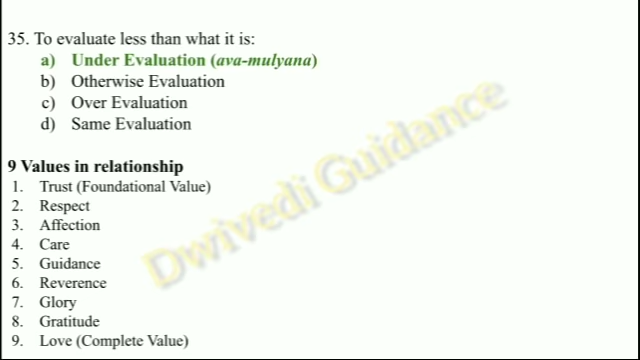 35. To evaluate less than what it is:
a) Under Evaluation (ava-mulyana)
b) Otherwise Evaluation
c) Over Evaluation
d) Same Evaluation
9 Values in relationship
1. Trust (Foundational Value)
2. Respect
3. Affection
4. Care
5. Guidance
6. Reverence
7. Glory
8. Gratitude
9. Love (Complete Value)
Dwivedi Guidance